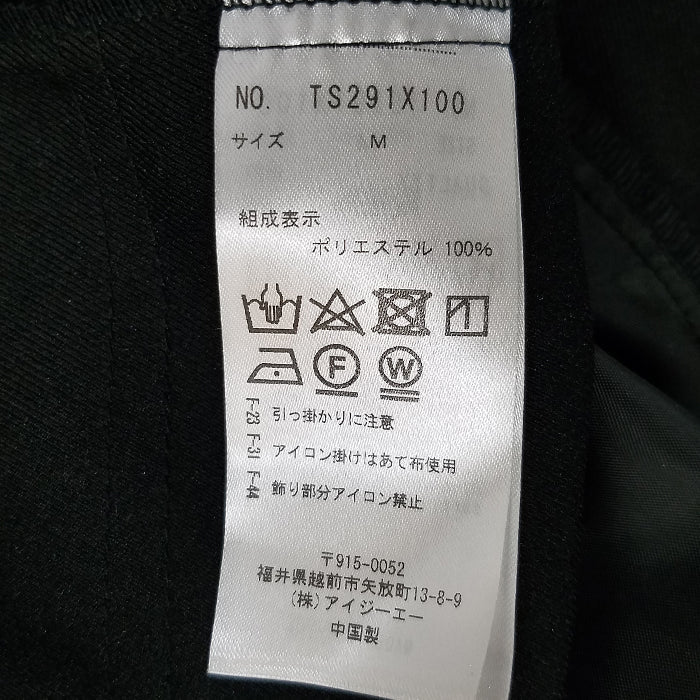 NO. TS291X100
サイズ M
組成表示
ポリエステル 100%
F
W
F-23 引っ掛かりに注意
F-31 アイロン掛けはあて布使用
F-44 飾り部分アイロン禁止
〒915-0052
福井県越前市矢放町13-8-9
(株)アイジーエー
中国製